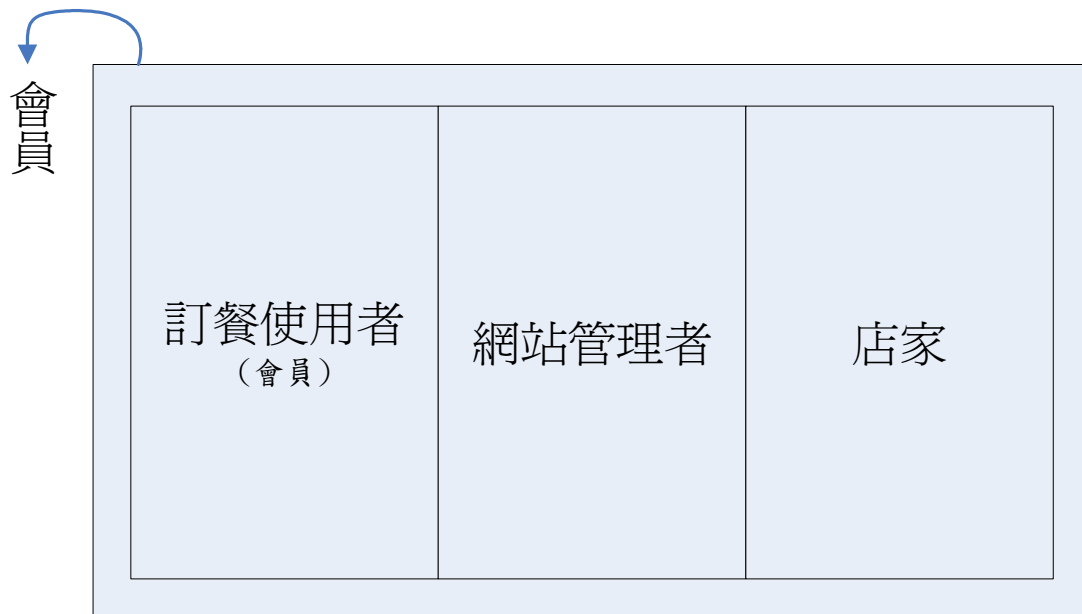 會員
訂餐使用者
（會員）
網站管理者
店家